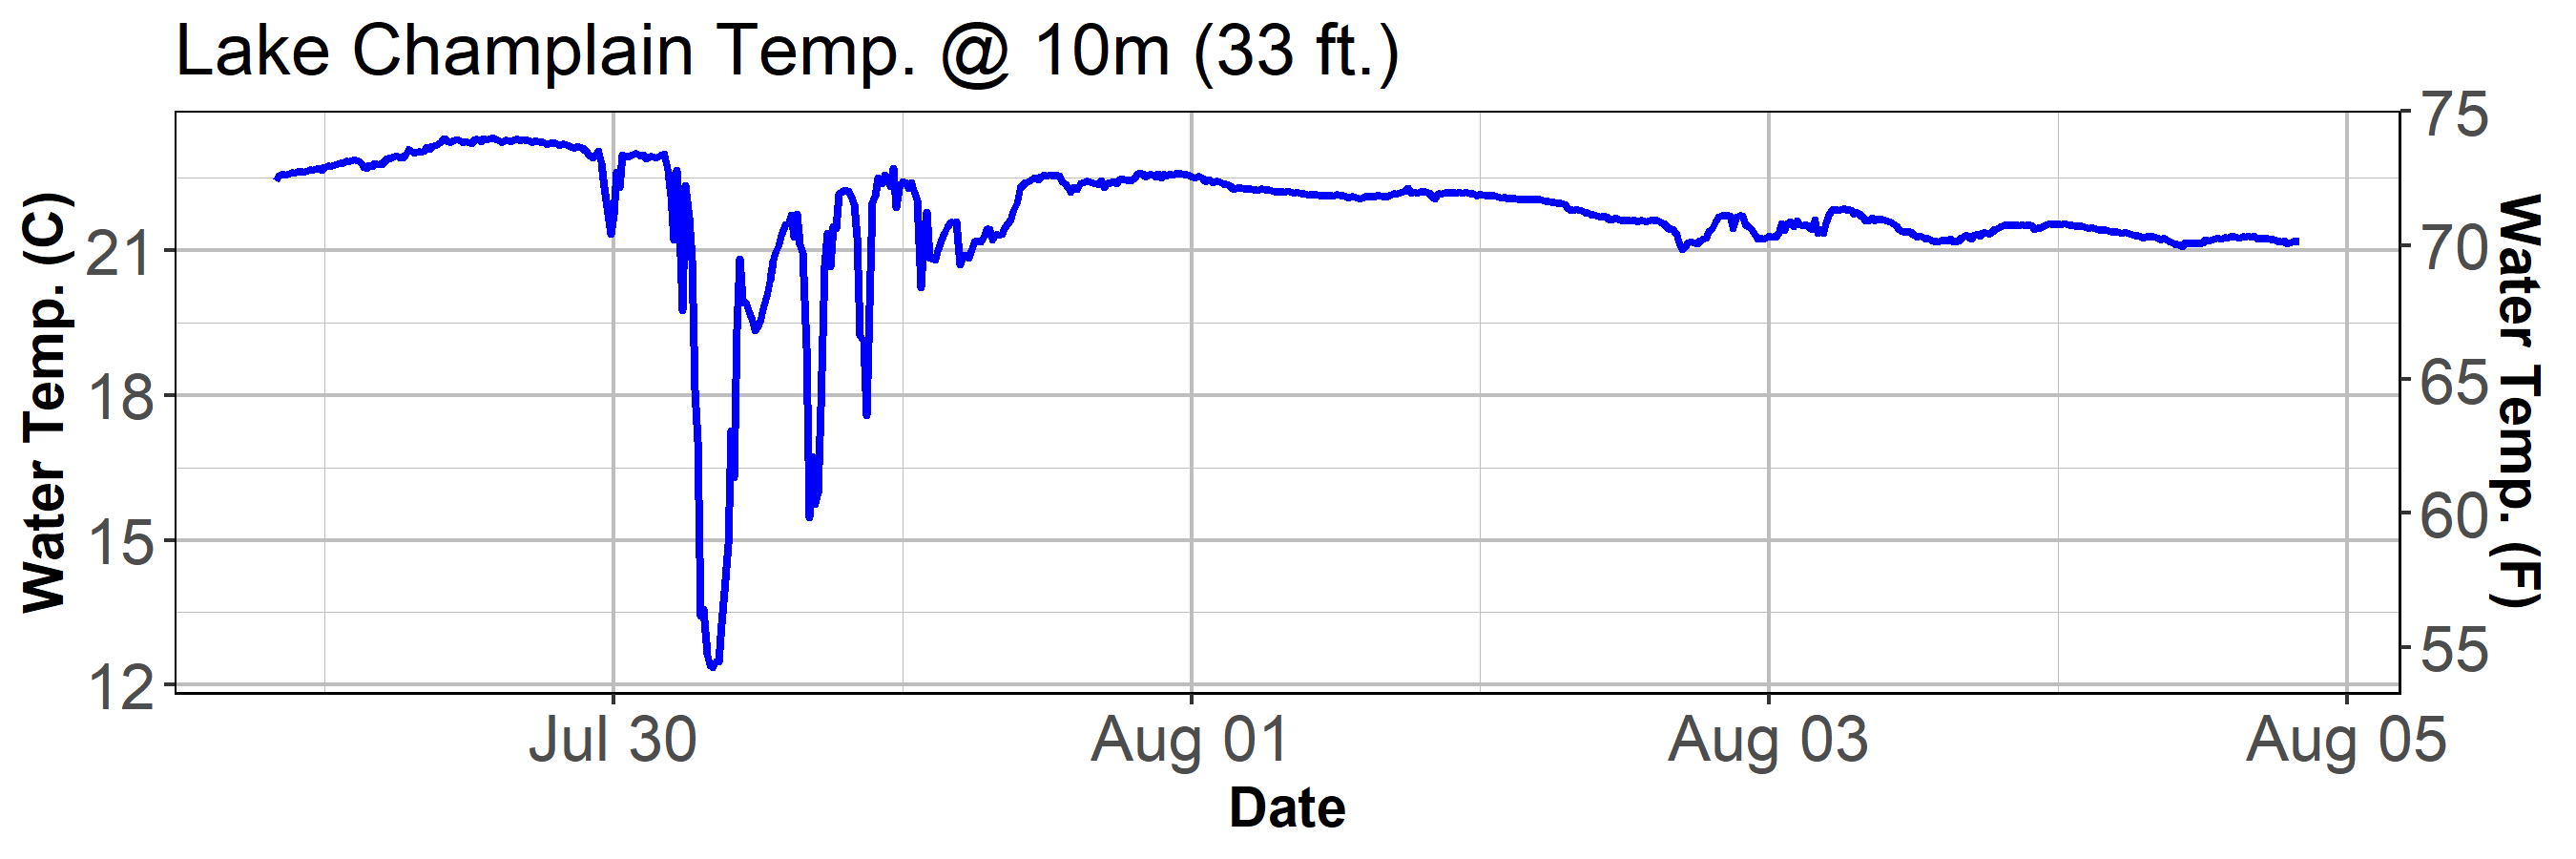 Lake Champlain Temp. @ 10m (33 ft.)
Water Temp. (C)
21
18
15
12
75
70
65
60
55
Water Temp. (F)
Jul 30
Aug 01
Aug 03
Aug 05
Date